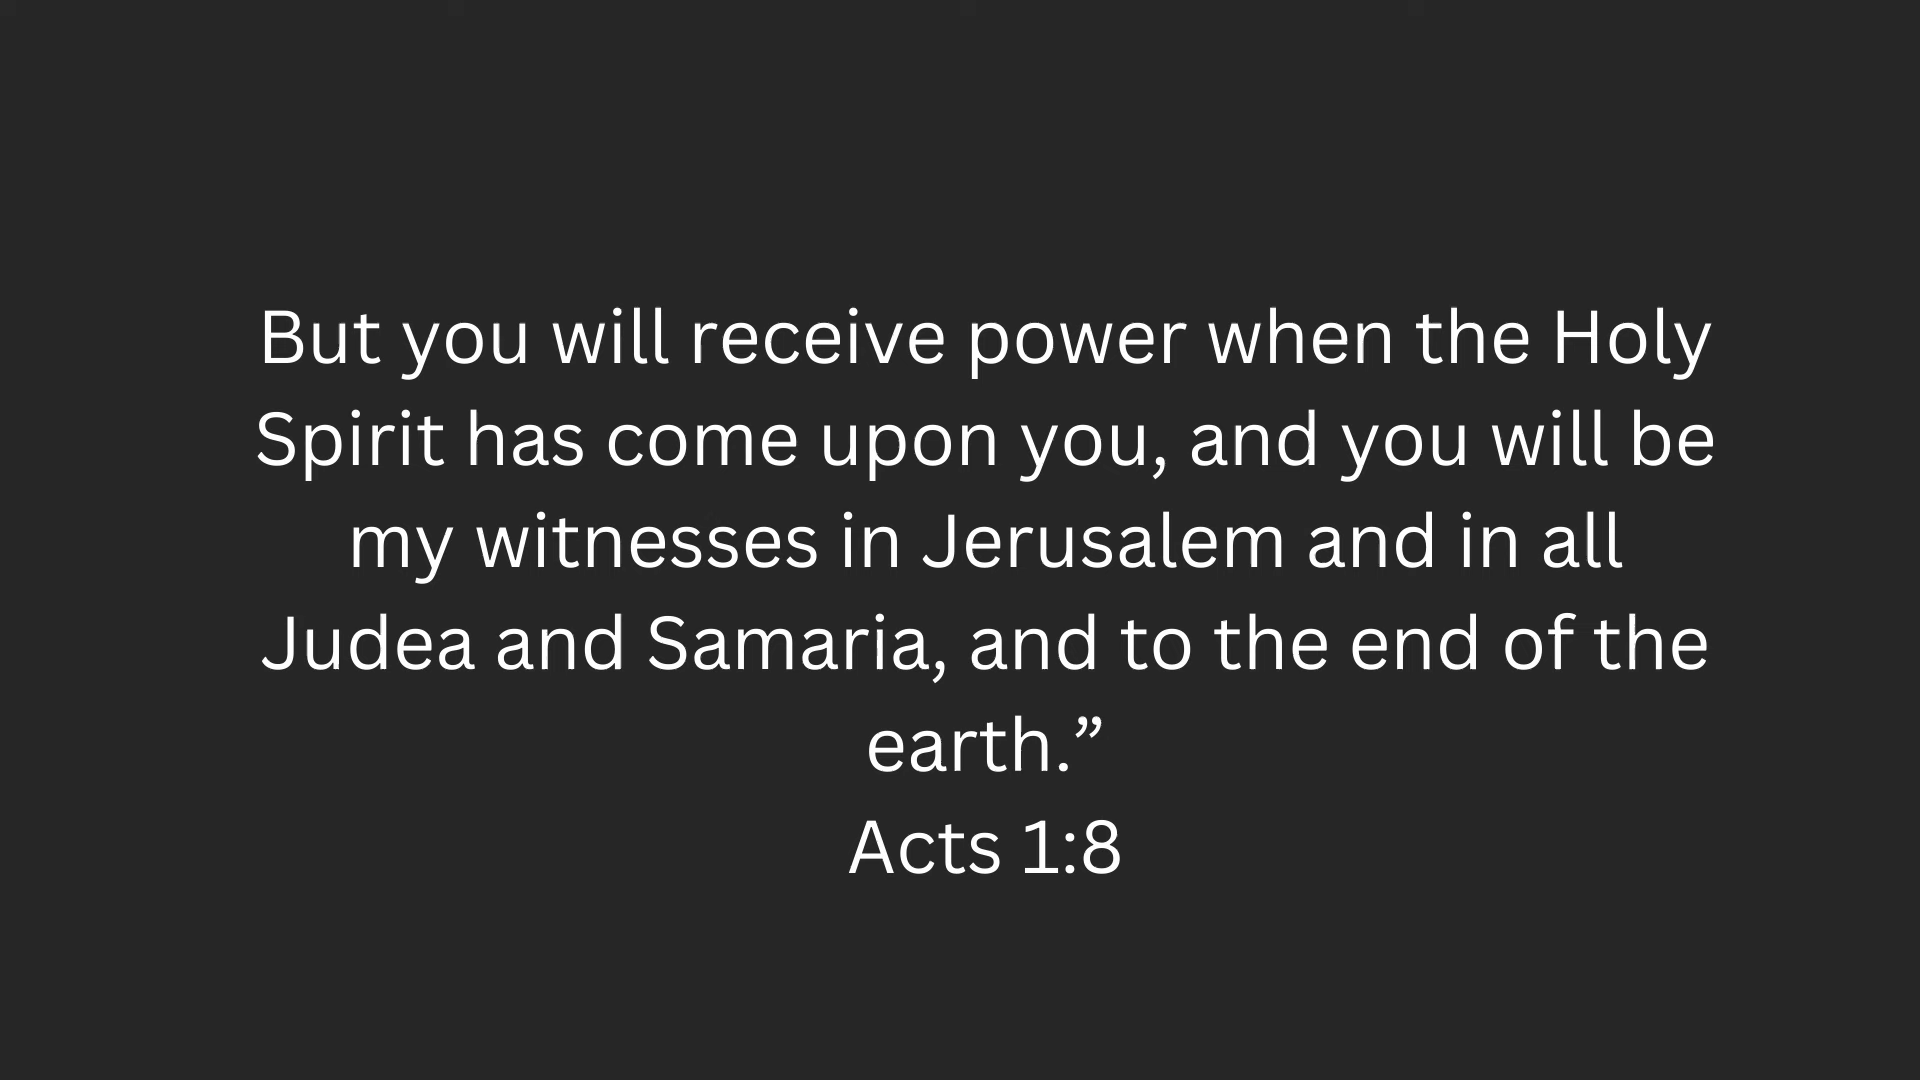 But you will receive power when the Holy
Spirit has come upon you, and you will be
my witnesses in Jerusalem and in all
Judea and Samaria, and to the end of the
earth.”
Acts 1:8